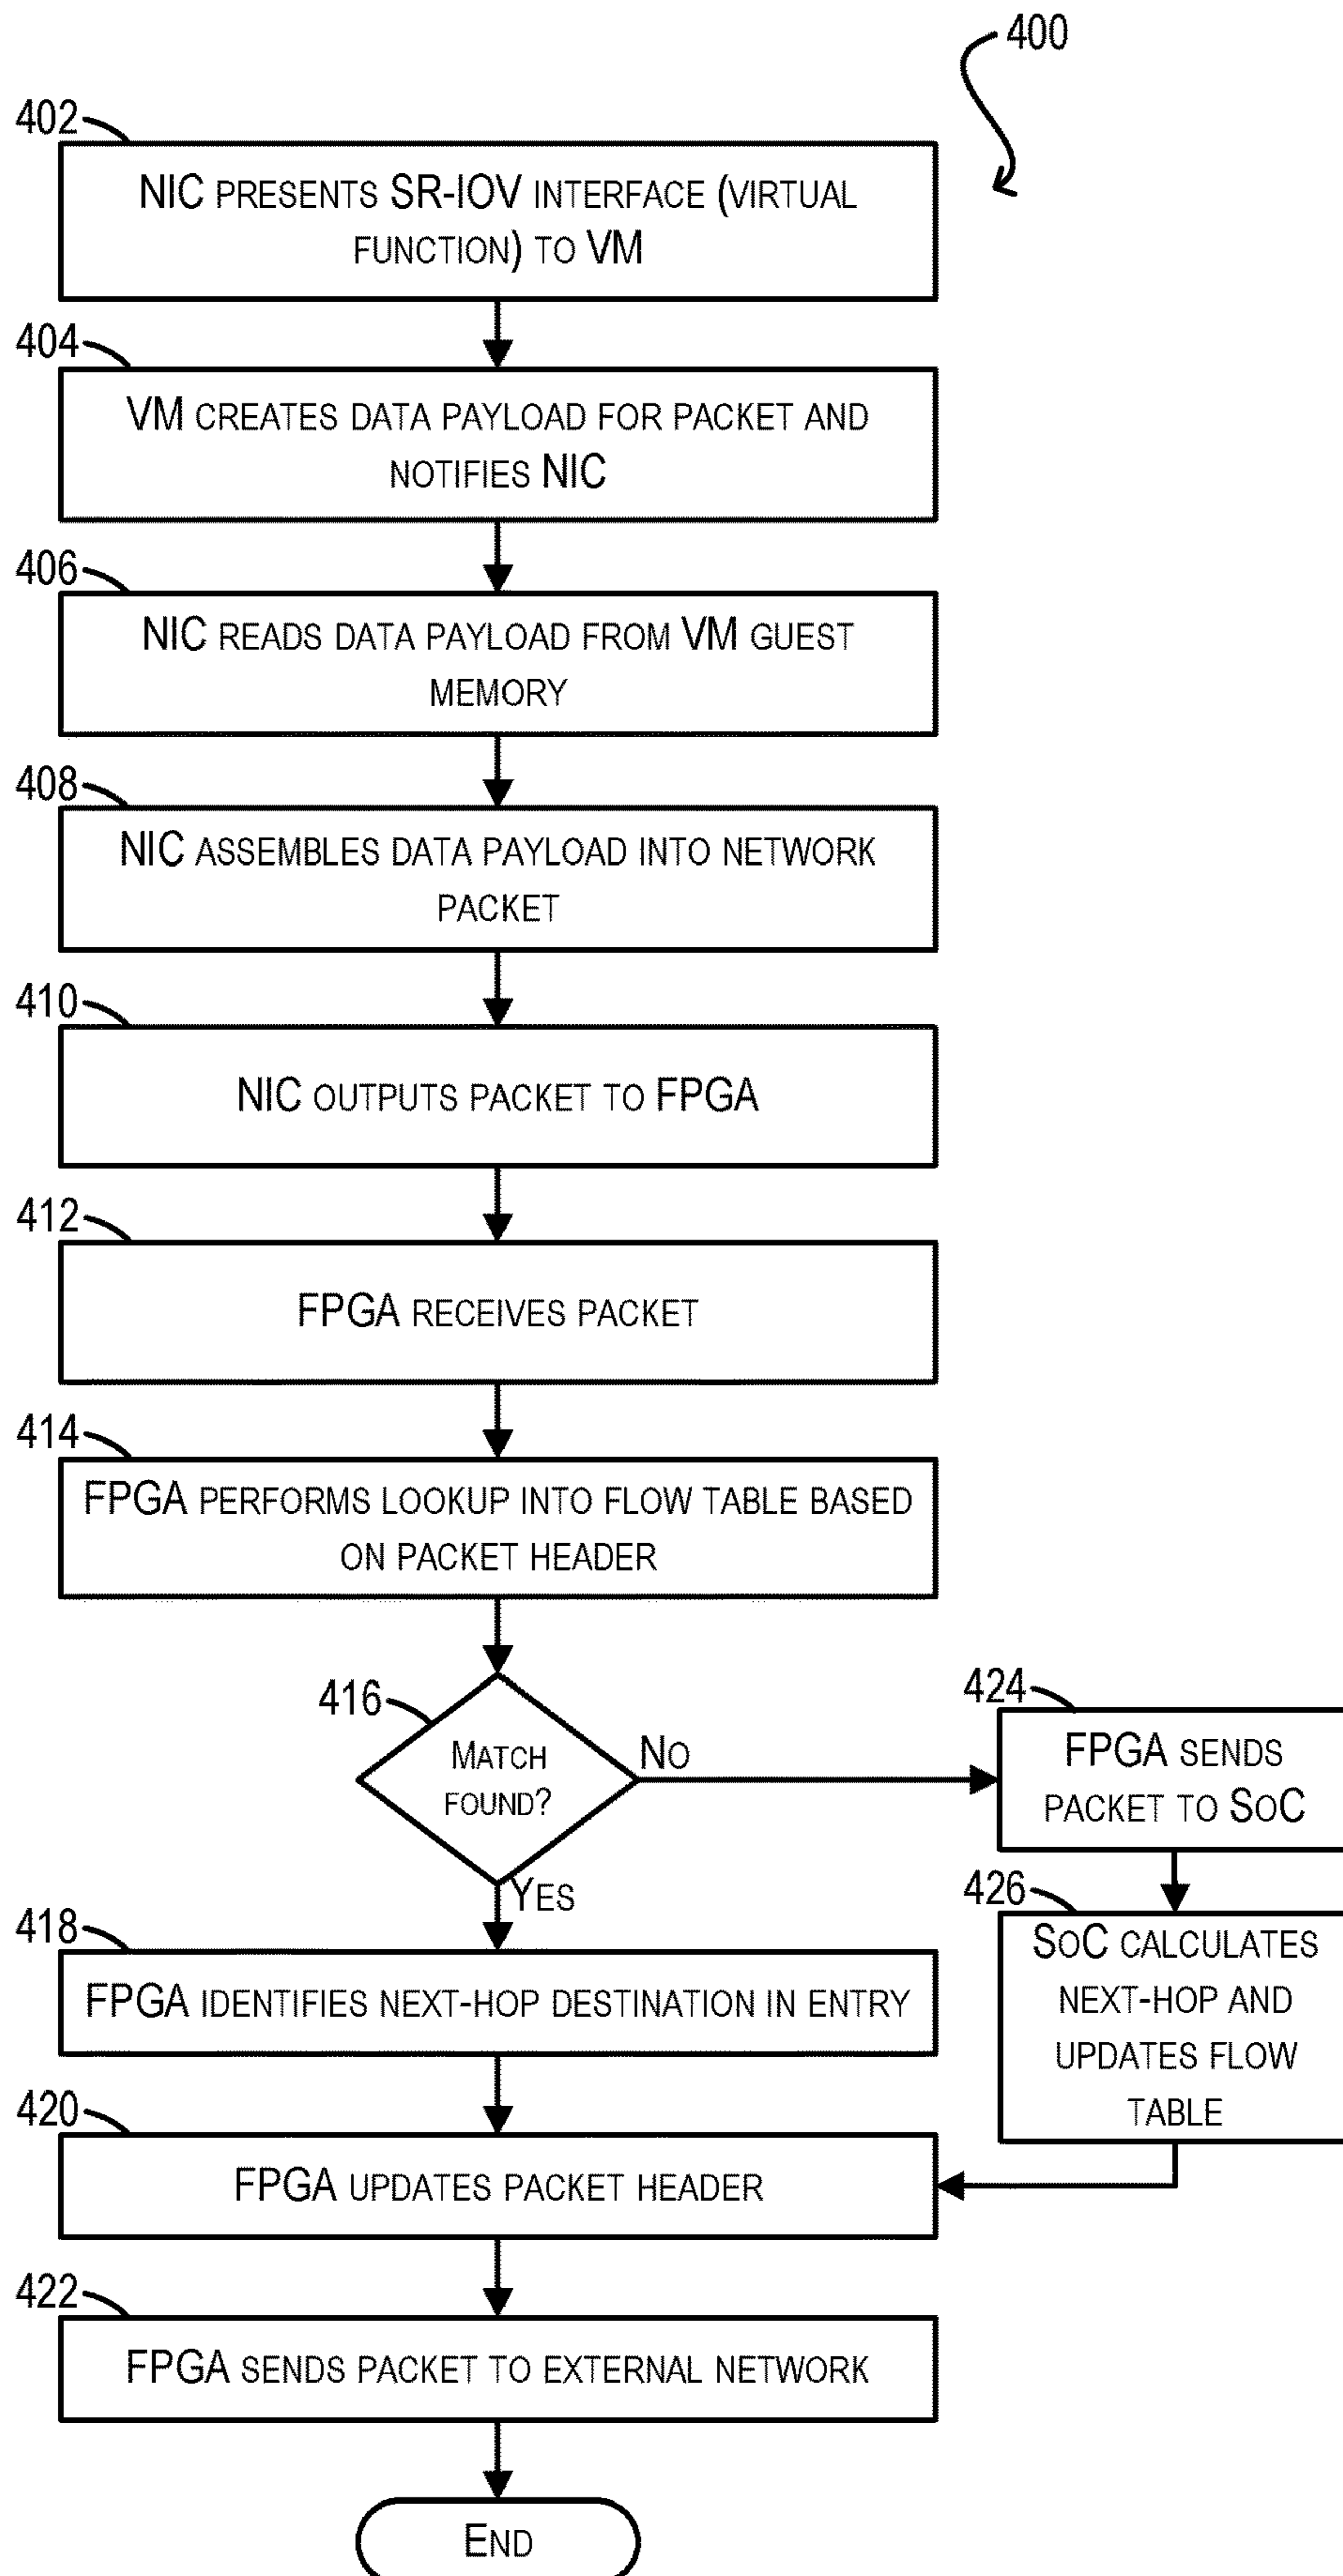 400
402
NIC PRESENTS SR-IOV INTERFACE (VIRTUAL
FUNCTION) TO VM
404
VM CREATES DATA PAYLOAD FOR PACKET AND
NOTIFIES NIC
406
NIC READS DATA PAYLOAD FROM VM GUEST
MEMORY
408
NIC ASSEMBLES DATA PAYLOAD INTO NETWORK
PACKET
410
NIC OUTPUTS PACKET TO FPGA
412
FPGA RECEIVES PACKET
414
FPGA PERFORMS LOOKUP INTO FLOW TABLE BASED
ON PACKET HEADER
416
MATCH
FOUND?
NO
YES
424
FPGA SENDS
PACKET TO SOC
426
SOC CALCULATES
NEXT-HOP AND
UPDATES FLOW
TABLE
418
FPGA IDENTIFIES NEXT-HOP DESTINATION IN ENTRY
420
FPGA UPDATES PACKET HEADER
422
FPGA SENDS PACKET TO EXTERNAL NETWORK
END